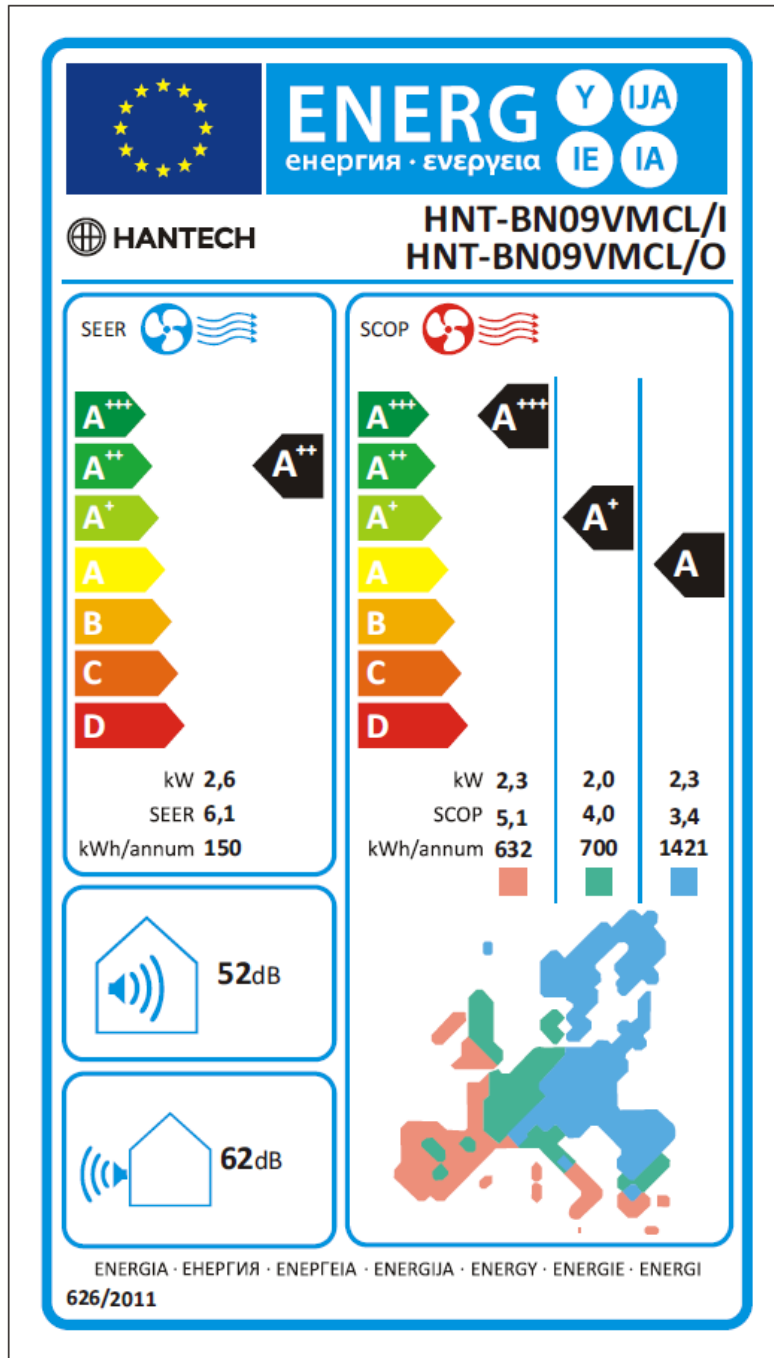 ENERG
енергия · ενεργεια
Y IJA
IE IA
HANTECH
HNT-BN09VMCL/I
HNT-BN09VMCL/O
SEER
A+++
A++
A+
A
B
C
D
A++
kW 2,6
SEER 6,1
kWh/annum 150
SCOP
A+++
A++
A+
A
B
C
D
A+++
A+
A
kW 2,3 2,0 2,3
SCOP 5,1 4,0 3,4
kWh/annum 632 700 1421
52dB
62dB
ENERGIA · ЕНЕРГИЯ · ΕΝΕΡΓΕΙΑ · ENERGIJA · ENERGY · ENERGIE · ENERGI
626/2011